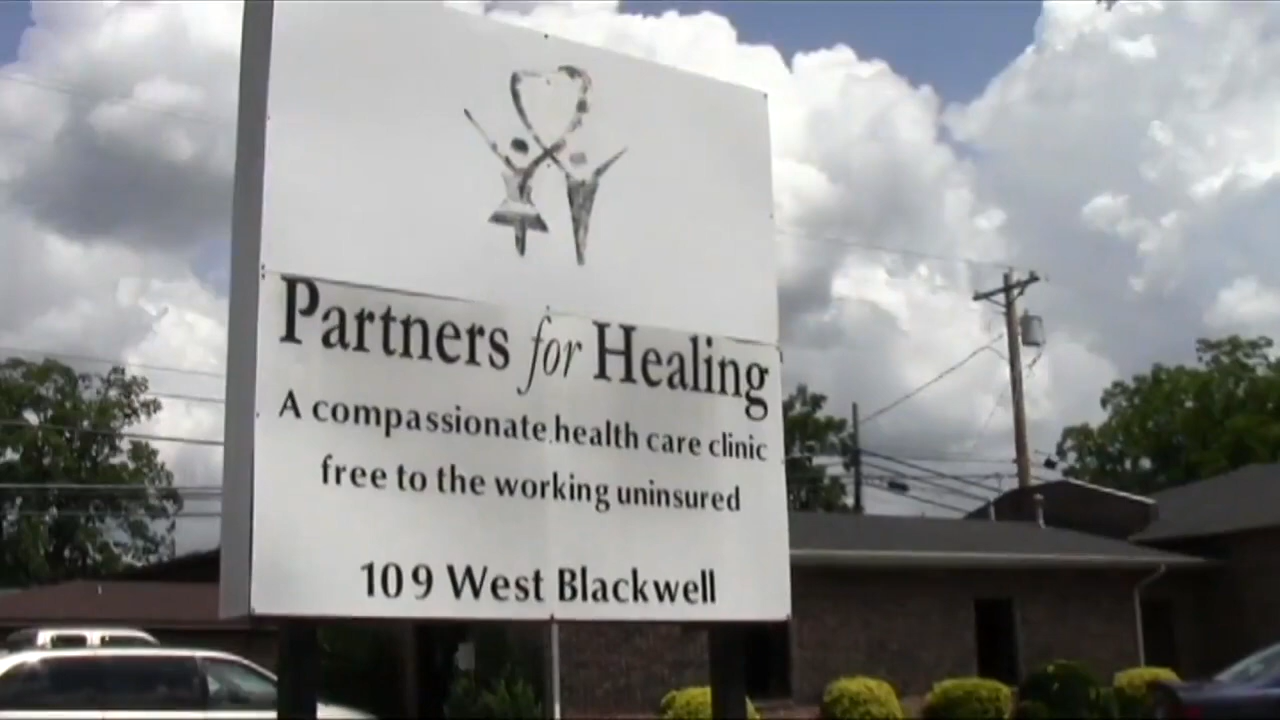 Partners for Healing
A compassionate health care clinic
free to the working uninsured
109 West Blackwell